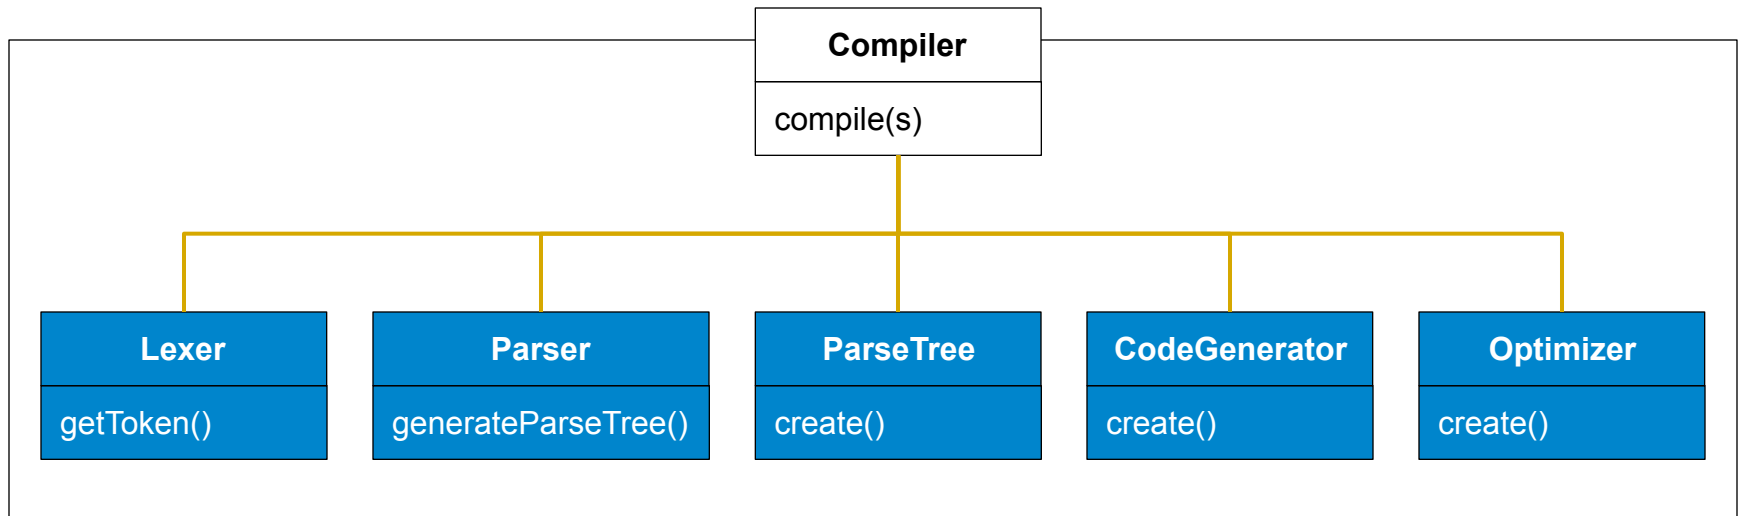 Compiler
compile(s)
Lexer
getToken()
Parser
generateParseTree()
ParseTree
create()
CodeGenerator
create()
Optimizer
create()